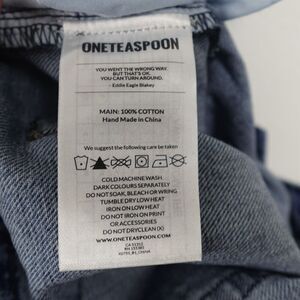 ONETEASPOON
YOU WENT THE WRONG WAY
BUT THAT'S OK.
YOU CAN TURN AROUND.
- Eddie Eagle Blakey
MAIN: 100% COTTON
Hand Made in China
We suggest the following care be taken
COLD MACHINE WASH
DARK COLOURS SEPARATELY
DO NOT SOAK, BLEACH OR WRING
TUMBLE DRY LOW HEAT
IRON ON LOW HEAT
DO NOT IRON ON PRINT
OR ACCESSORIES
DO NOT DRYCLEAN (X)
WWW.ONETEASPOON.COM